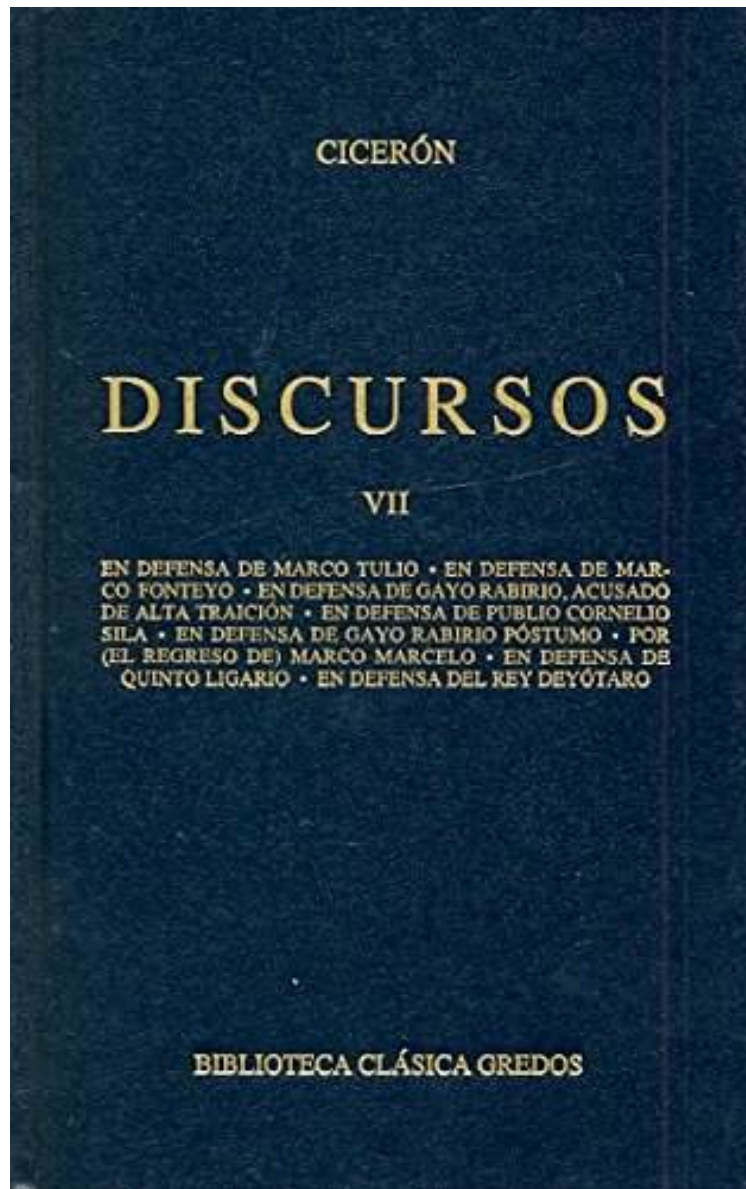 CICERÓN
DISCURSOS
VII
EN DEFENSA DE MARCO TULIO • EN DEFENSA DE MAR-
CO FONTEYO • EN DEFENSA DE GAYO RABIRIO, ACUSADO
DE ALTA TRAICIÓN • EN DEFENSA DE PUBLIO CORNELIO
SILA • EN DEFENSA DE GAYO RABIRIO PÓSTUMO • POR
(EL REGRESO DE) MARCO MARCELO • EN DEFENSA DE
QUINTO LIGARIO • EN DEFENSA DEL REY DEYÓTARO
BIBLIOTECA CLÁSICA GREDOS